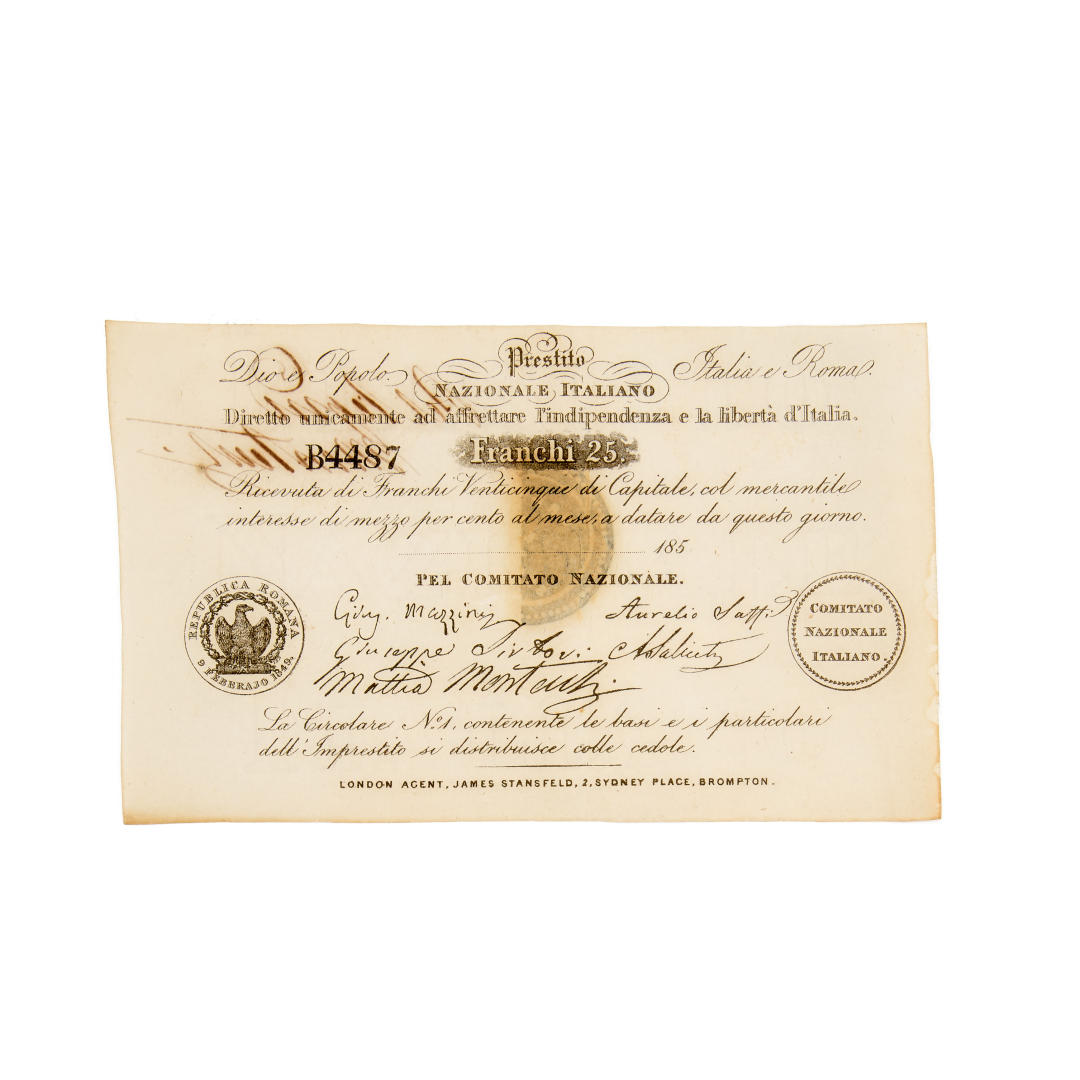 Dio e Popolo.
Prestito
Italia e Roma.
NAZIONALE ITALIANO
Diretto unicamente ad affrettare l'indipendenza e la libertà d'Italia.
B4487
Franchi 25.
Ricevuta di Franchi Venticinque di Capitale, col mercantile
interesse di mezzo per cento al mese, a datare da questo giorno.
185
PEL COMITATO NAZIONALE.
REPUBLICA ROMANA
9 FEBBRAJO 1849.
Gius. Mazzini
Aurelio Saffi
Giuseppe Sirtori. A Saliceti
Mattia Montecchi.
COMITATO
NAZIONALE
ITALIANO.
La Circolare No. 1. contenente le basi e i particolari
dell'Imprestito si distribuisce colle cedole.
LONDON AGENT, JAMES STANSFELD, 2, SYDNEY PLACE, BROMPTON.